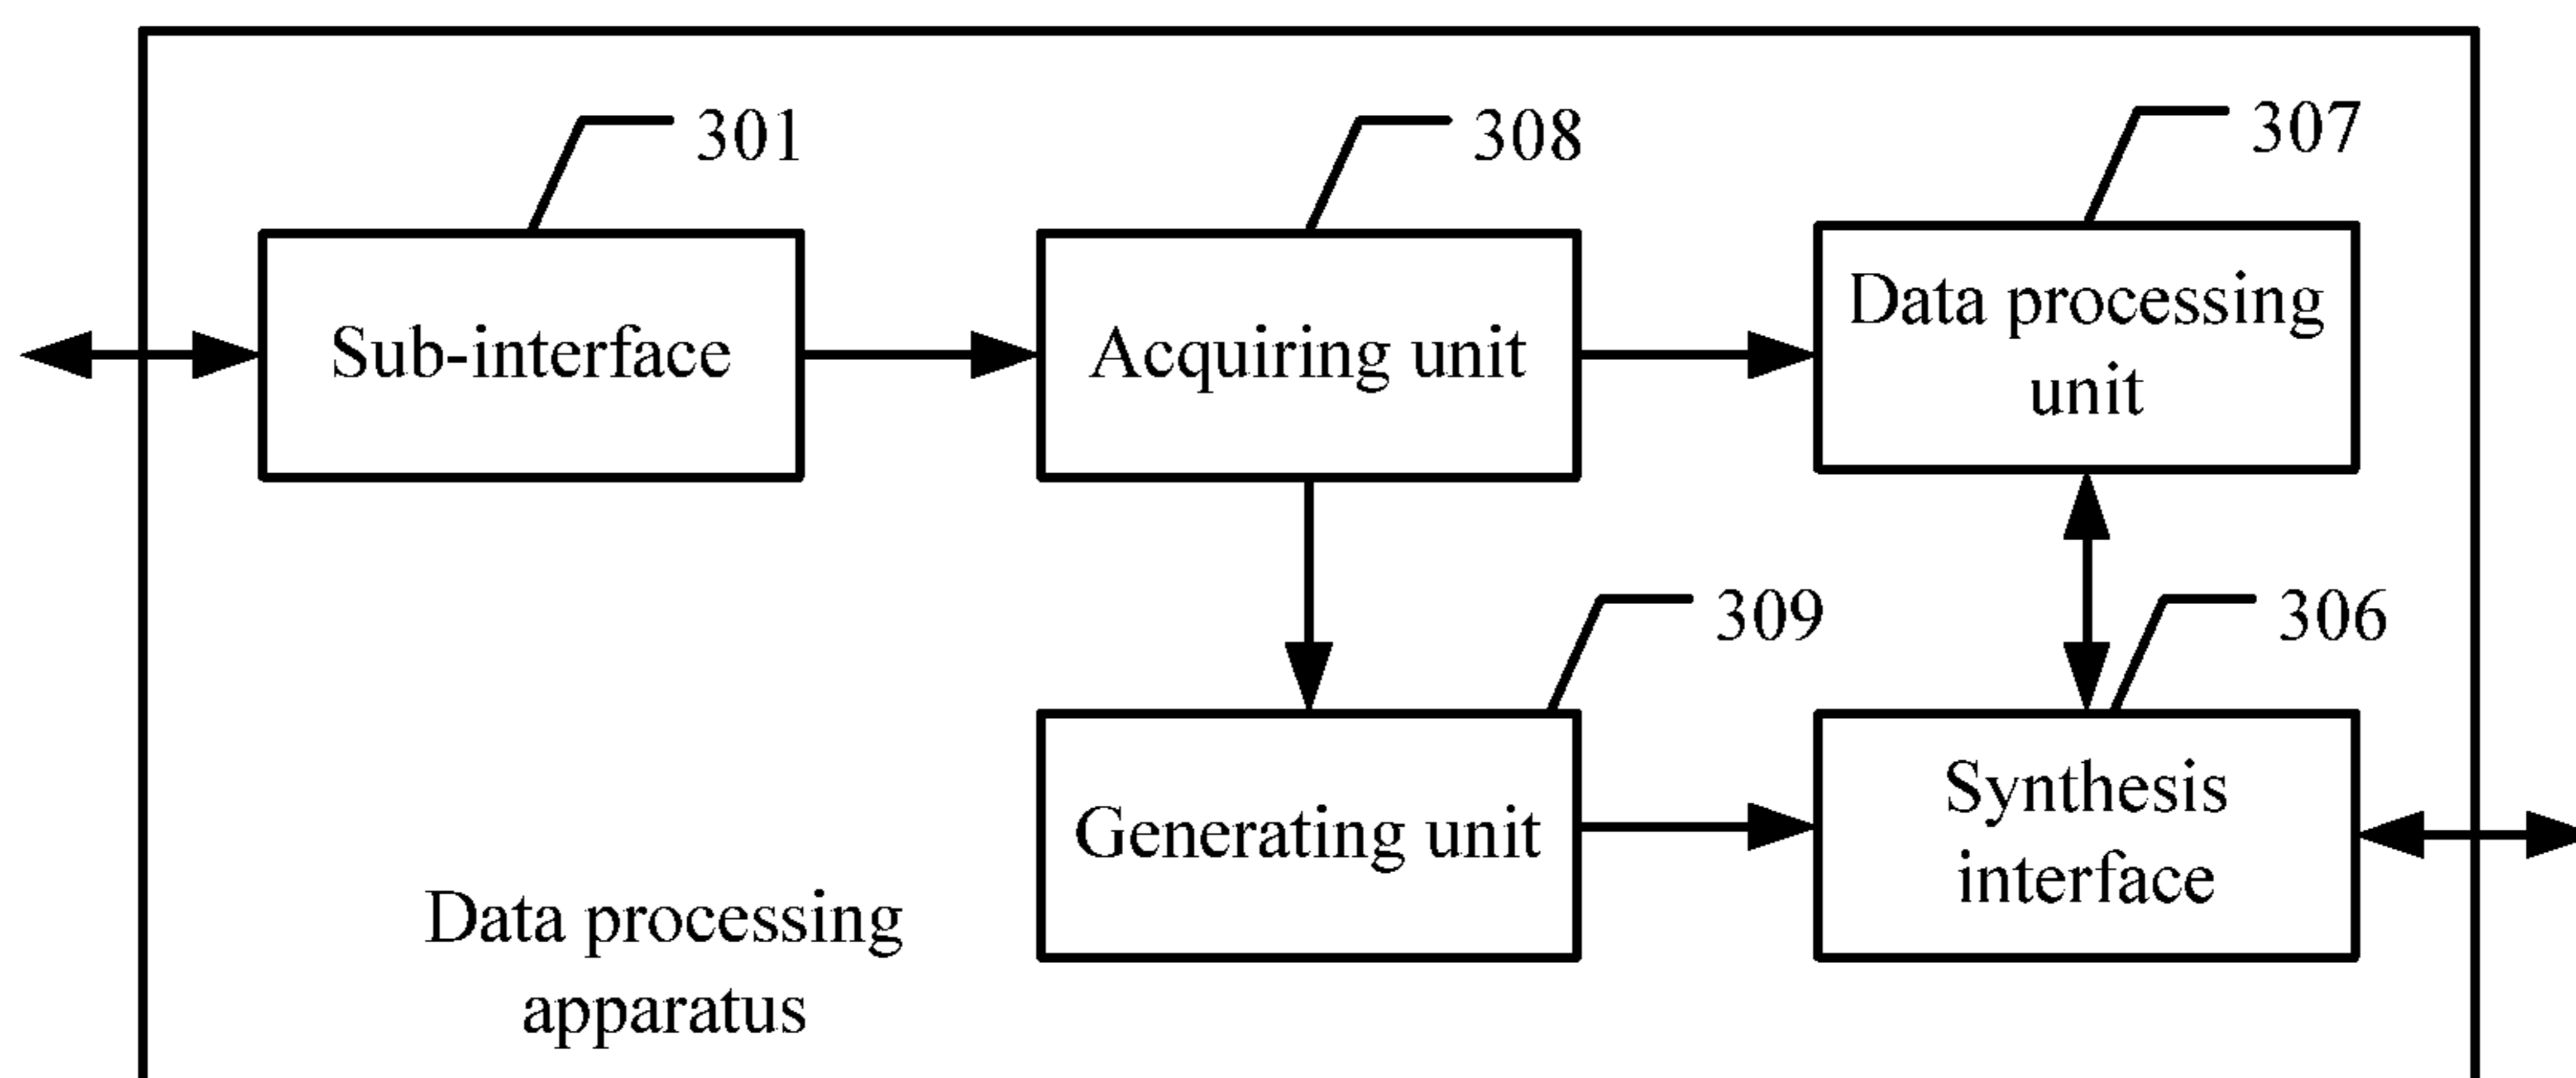 301
308
307
Sub-interface
Acquiring unit
Data processing
unit
309
306
Generating unit
Synthesis
interface
Data processing
apparatus